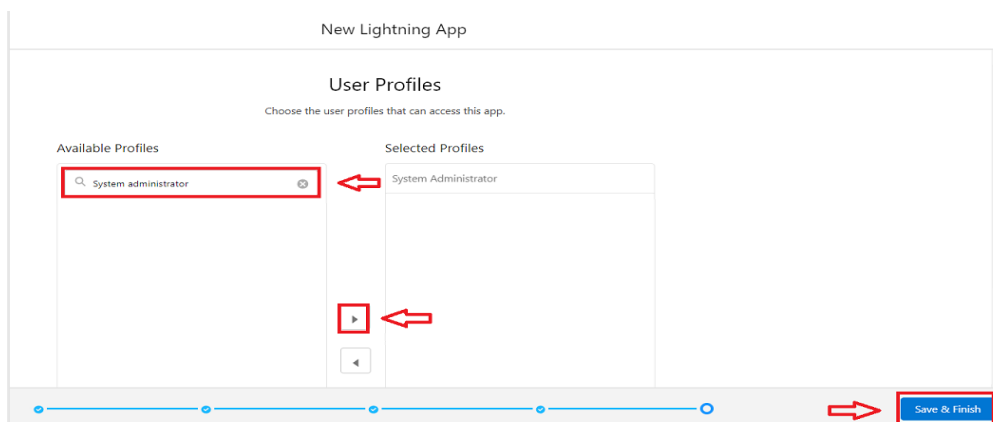 New Lightning App
User Profiles
Choose the user profiles that can access this app.
Available Profiles
Selected Profiles
System administrator
System Administrator
Save & Finish